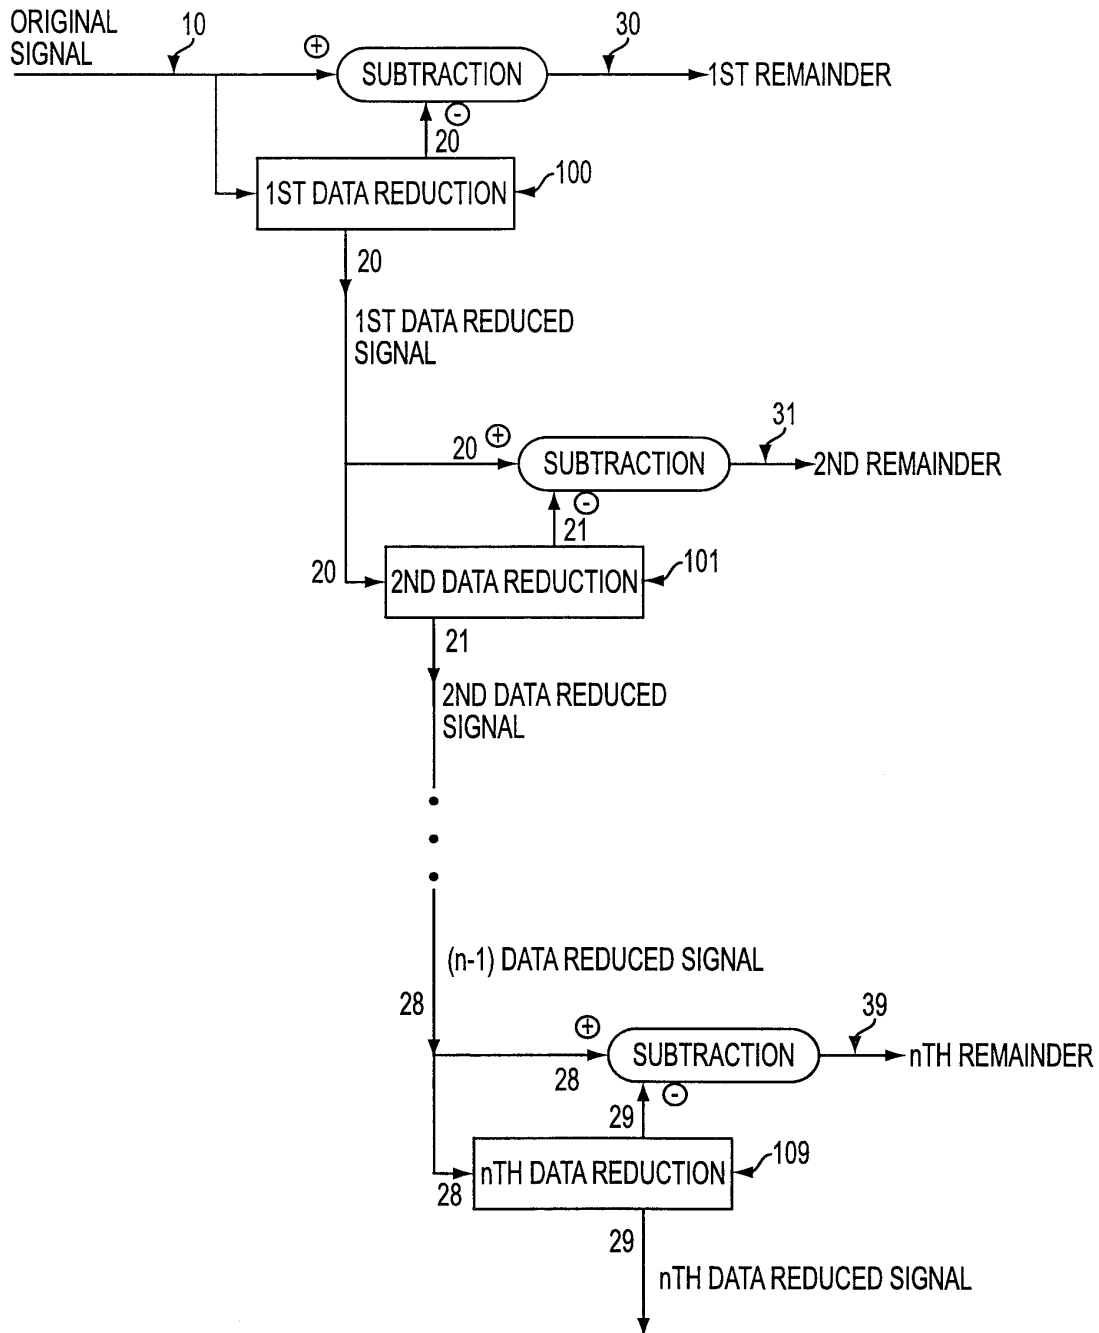 ORIGINAL
SIGNAL
10
+
SUBTRACTION
30
1ST REMAINDER
-
20
1ST DATA REDUCTION
100
20
1ST DATA REDUCED
SIGNAL
20
+
SUBTRACTION
31
2ND REMAINDER
-
21
20
2ND DATA REDUCTION
101
21
2ND DATA REDUCED
SIGNAL
(n-1) DATA REDUCED SIGNAL
28
+
28
SUBTRACTION
39
nTH REMAINDER
-
29
28
nTH DATA REDUCTION
109
29
nTH DATA REDUCED SIGNAL